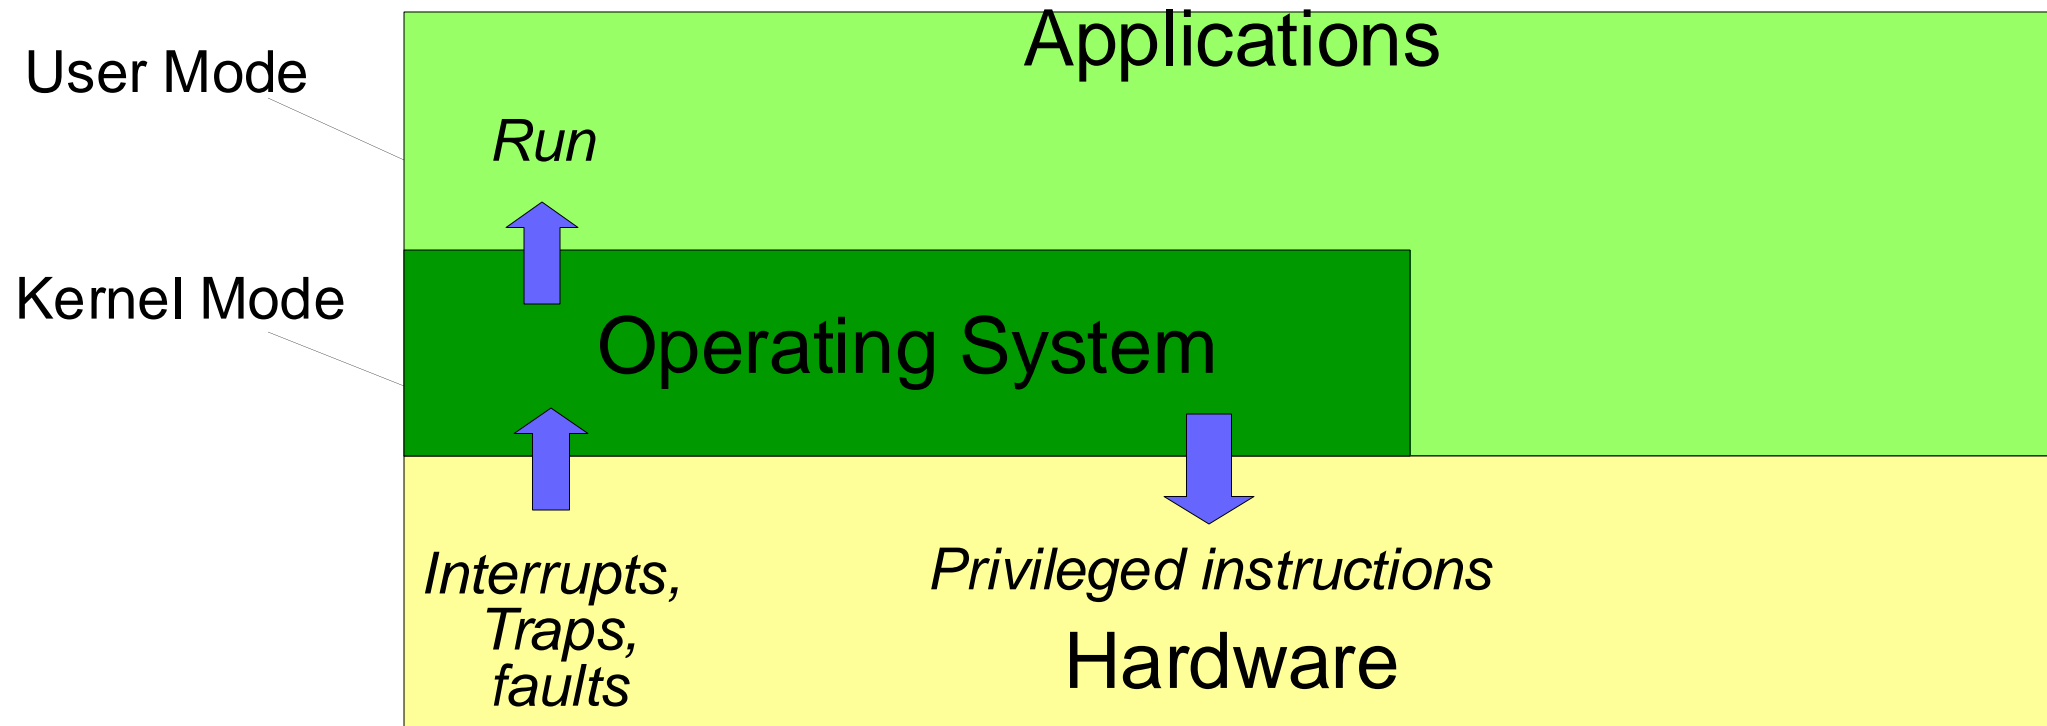 Applications
User Mode
Run
Kernel Mode
Operating System
Interrupts,
Traps,
faults
Privileged instructions
Hardware